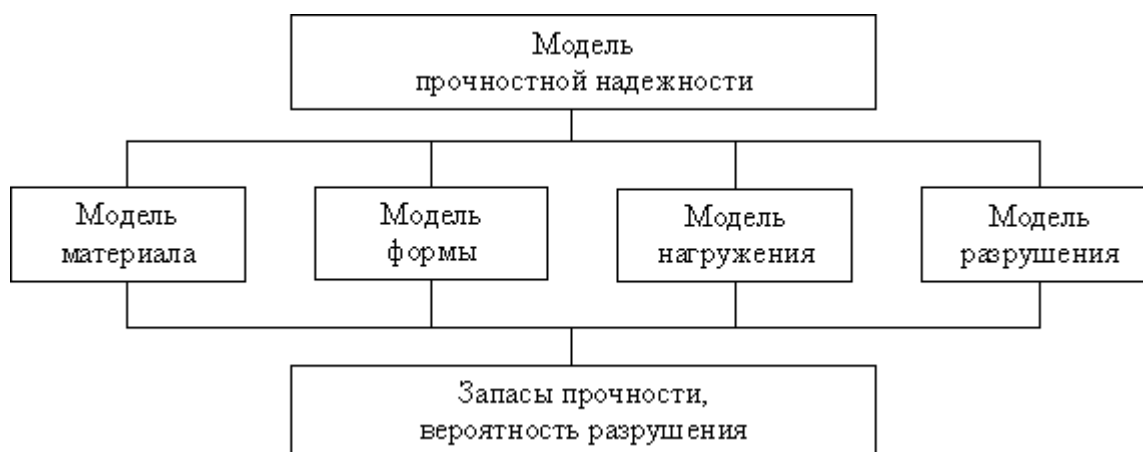 Модель
прочностной надежности
Модель
материала
Модель
формы
Модель
нагружения
Модель
разрушения
Запасы прочности,
вероятность разрушения